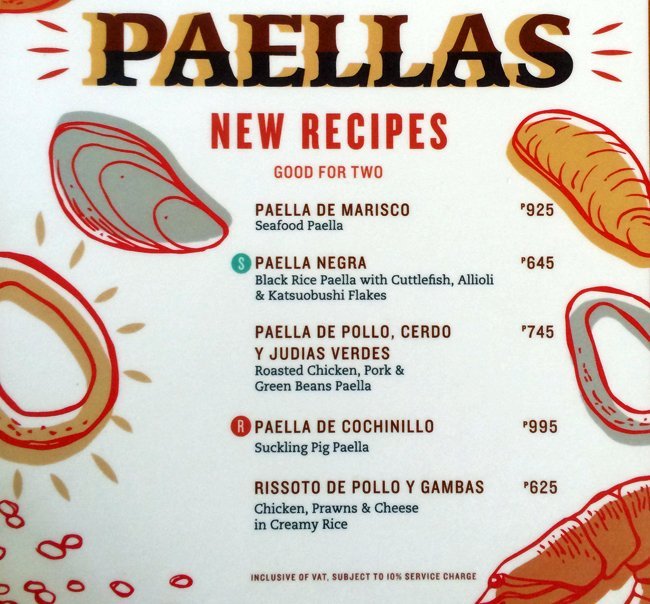 PAELLAS
NEW RECIPES
GOOD FOR TWO
PAELLA DE MARISCO ₱925
Seafood Paella
S PAELLA NEGRA ₱645
Black Rice Paella with Cuttlefish, Allioli
& Katsuobushi Flakes
PAELLA DE POLLO, CERDO ₱745
Y JUDIAS VERDES
Roasted Chicken, Pork &
Green Beans Paella
R PAELLA DE COCHINILLO ₱995
Suckling Pig Paella
RISSOTO DE POLLO Y GAMBAS ₱625
Chicken, Prawns & Cheese
in Creamy Rice
INCLUSIVE OF VAT, SUBJECT TO 10% SERVICE CHARGE